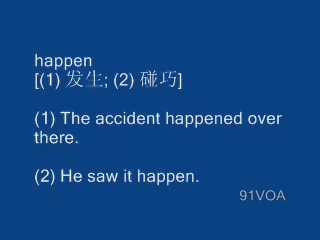 happen
[(1) 发生; (2) 碰巧]
(1) The accident happened over
there.
(2) He saw it happen.
91VOA